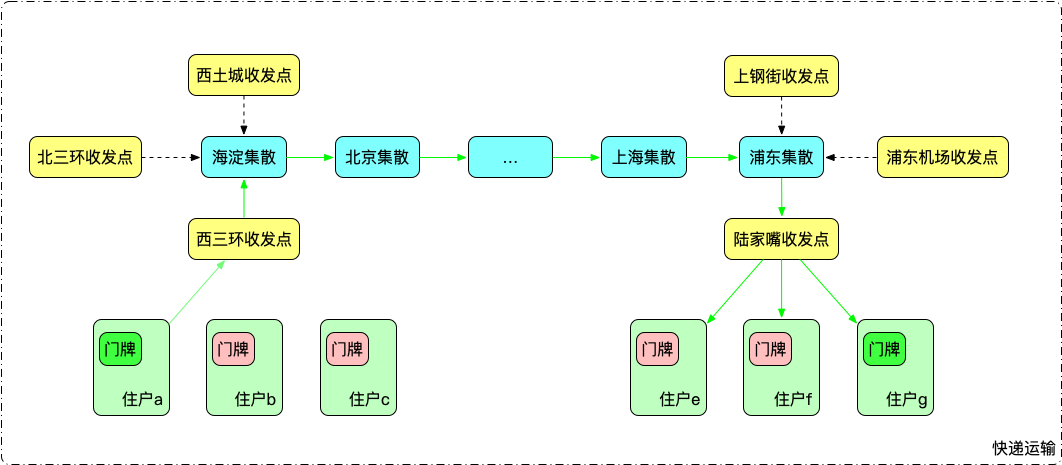 西土城收发点
上钢街收发点
北三环收发点
海淀集散
北京集散
...
上海集散
浦东集散
浦东机场收发点
西三环收发点
陆家嘴收发点
门牌
住户a
门牌
住户b
门牌
住户c
门牌
住户e
门牌
住户f
门牌
住户g
快递运输